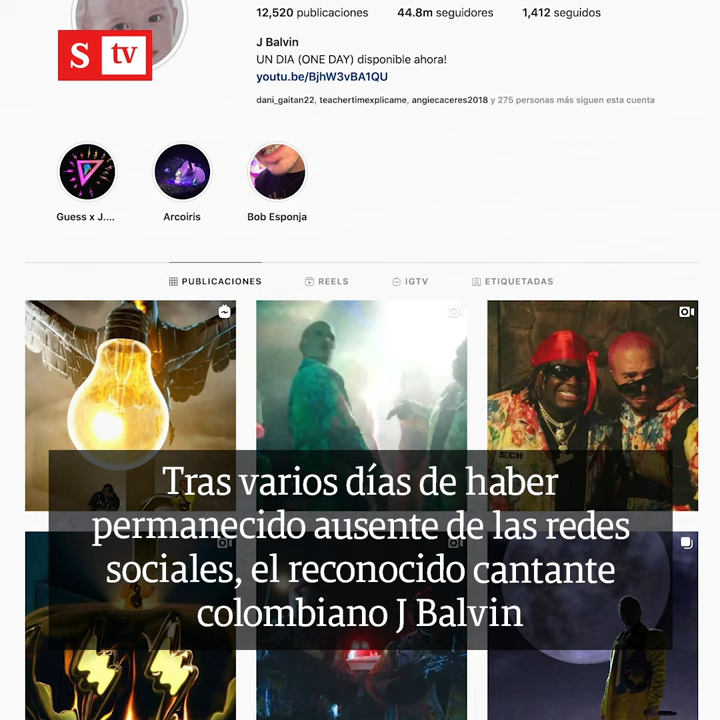 12,520 publicaciones 44.8m seguidores 1,412 seguidos
S tv
J Balvin
UN DIA (ONE DAY) disponible ahora!
youtu.be/BjhW3vBA1QU
dani_gaitan22, teachertimexplicame, angiecaceres2018 y 275 personas más siguen esta cuenta
Guess x J.... Arcoiris Bob Esponja
PUBLICACIONES REELS IGTV ETIQUETADAS
SECH
Tras varios días de haber
permanecido ausente de las redes
sociales, el reconocido cantante
colombiano J Balvin